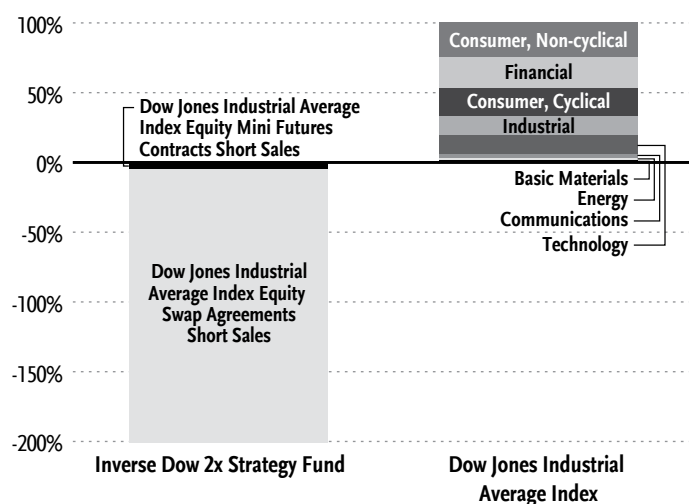 100%
50%
0%
-50%
-100%
-150%
-200%
Dow Jones Industrial Average
Index Equity Mini Futures
Contracts Short Sales
Dow Jones Industrial
Average Index Equity
Swap Agreements
Short Sales
Inverse Dow 2x Strategy Fund
Consumer, Non-cyclical
Financial
Consumer, Cyclical
Industrial
Basic Materials
Energy
Communications
Technology
Dow Jones Industrial
Average Index